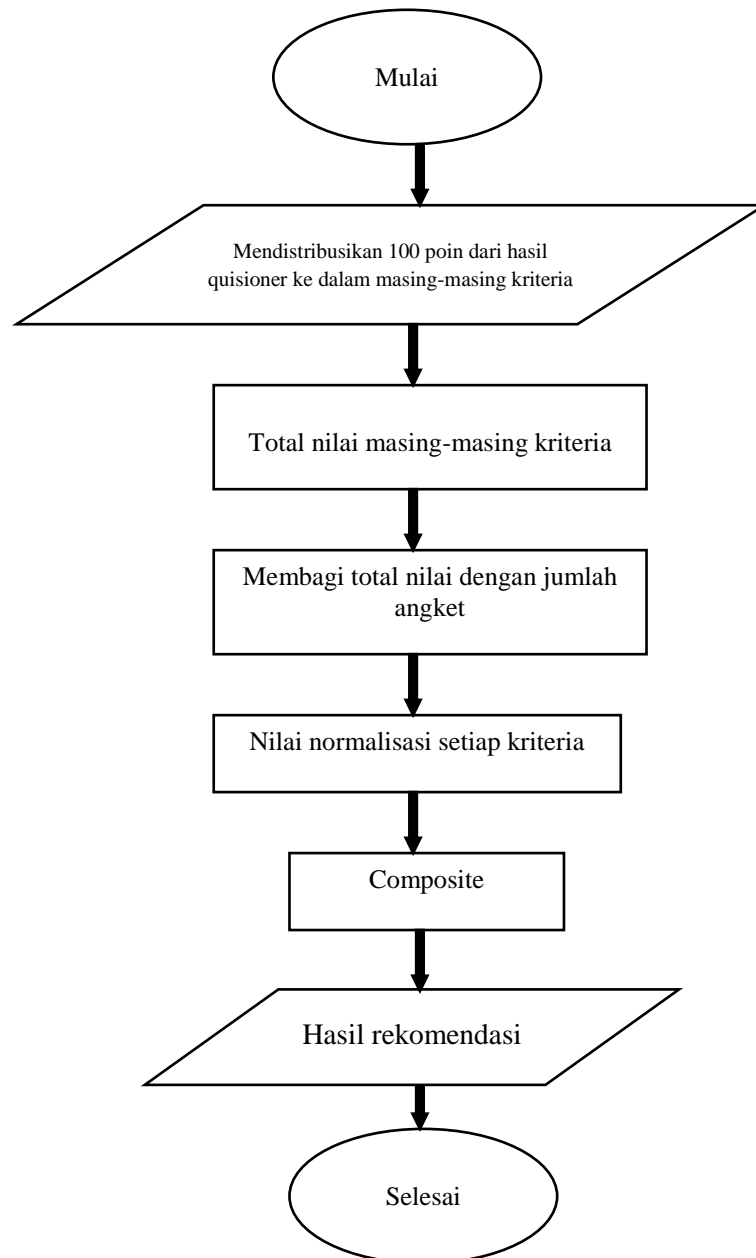 Mulai
Mendistribusikan 100 poin dari hasil
quisioner ke dalam masing-masing kriteria
Total nilai masing-masing kriteria
Membagi total nilai dengan jumlah
angket
Nilai normalisasi setiap kriteria
Composite
Hasil rekomendasi
Selesai